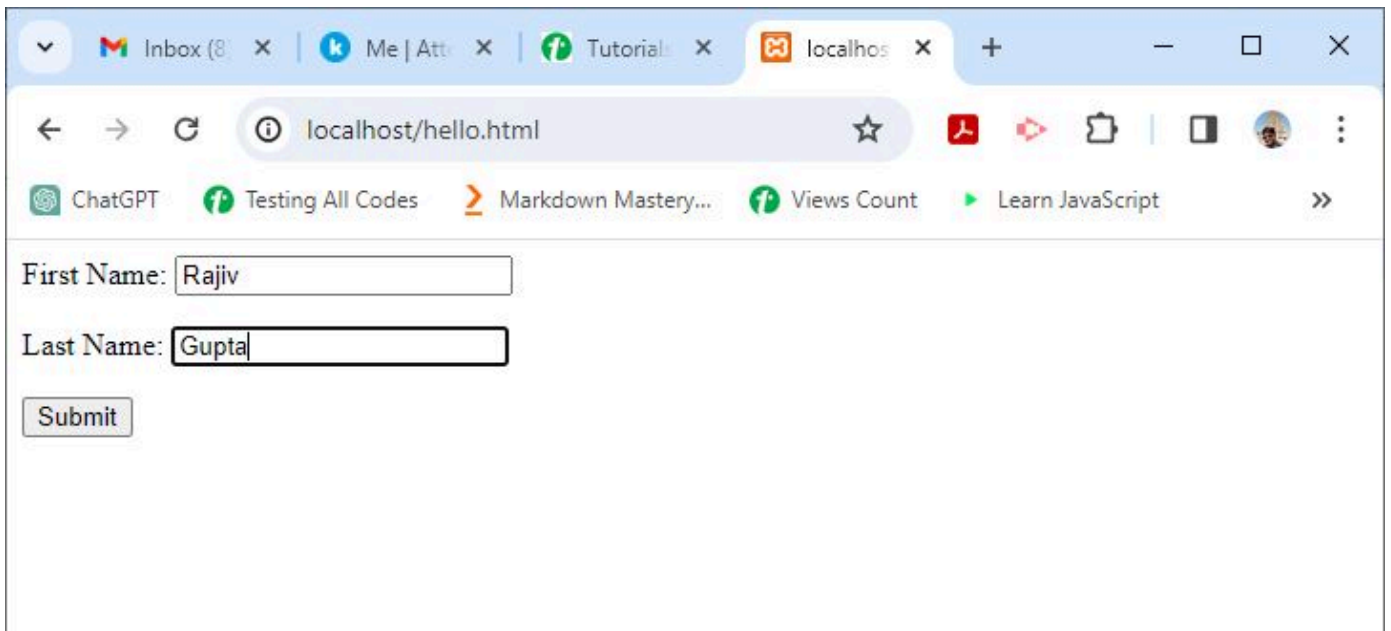 Inbox (8 Me | Att Tutorial localhos
localhost/hello.html
ChatGPT Testing All Codes Markdown Mastery... Views Count Learn JavaScript
First Name: Rajiv
Last Name: Gupta
Submit